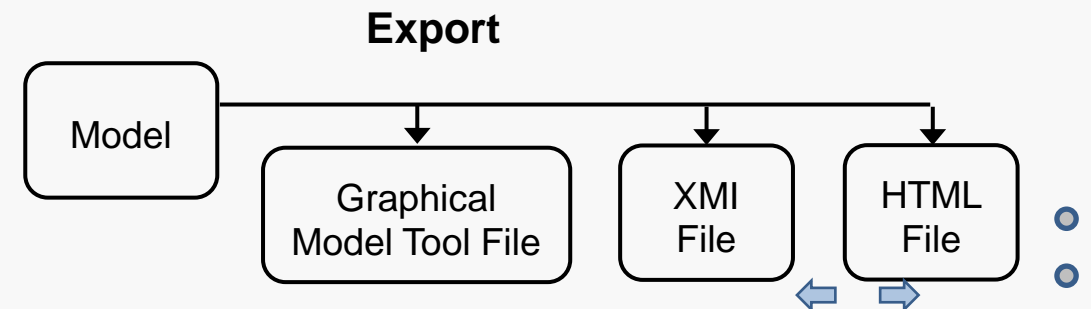 Export
Model
Graphical
Model Tool File
XMI
File
HTML
File